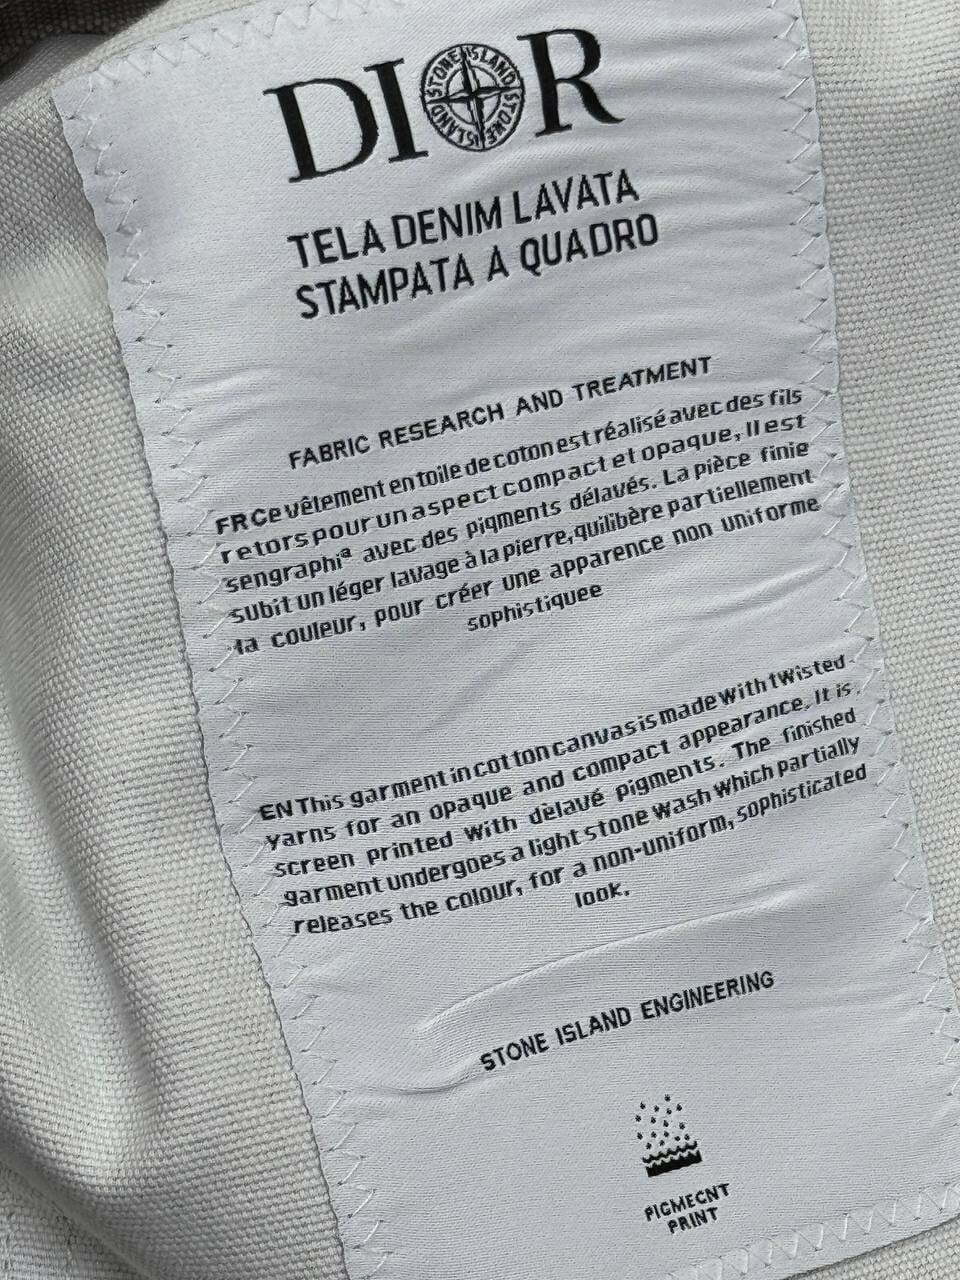 DIOR
STONE ISLAND STONE ISLAND
TELA DENIM LAVATA
STAMPATA A QUADRO
FABRIC RESEARCH AND TREATMENT
FR Ce vêtement en toile de coton est réalisé avec des fils
retors pour un aspect compact et opaque, Il est
sengraphiª avec des piqments délavés. La pièce finie
subit un léger lavage à la pierre, quilibère partiellement
la couleur, pour créer une apparence non uniforme
sophistiquee
EN This garment in cotton canvas is made with twisted
yarns for an opaque and compact appearance. It is
screen printed with dèlavé pigments. The finished
garment undergoes a light stone wash which partially
releases the colour, for a non-uniform, sophisticated
look.
STONE ISLAND ENGINEERING
PIGMECNT
PRINT